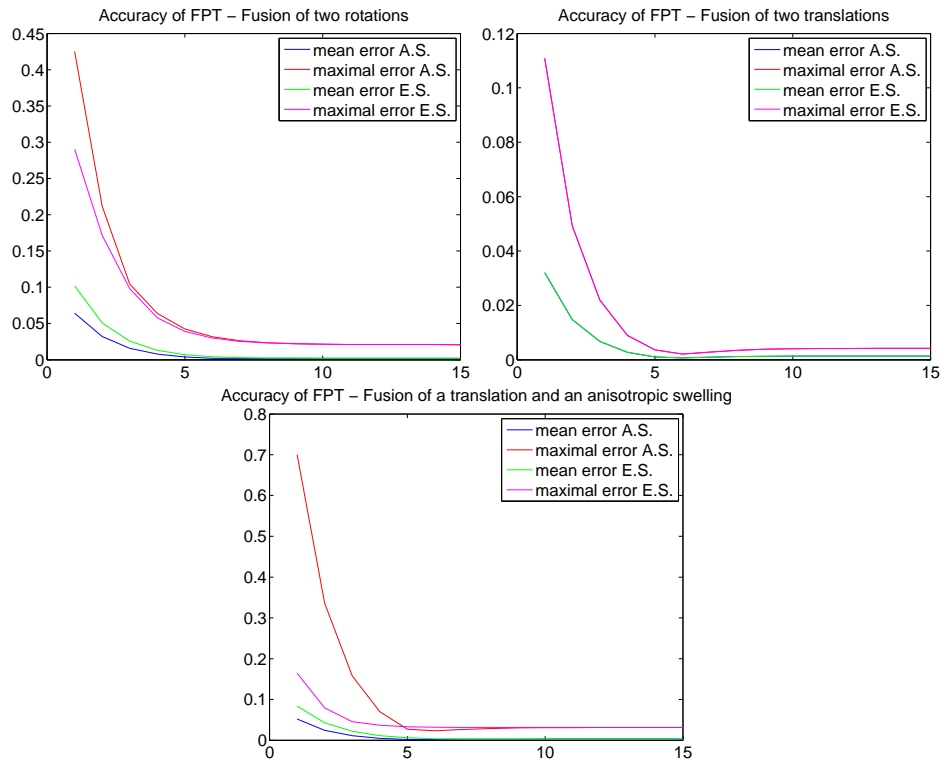 Accuracy of FPT − Fusion of two rotations
0.45
0.4
0.35
0.3
0.25
0.2
0.15
0.1
0.05
0
0
5
10
15
mean error A.S.
maximal error A.S.
mean error E.S.
maximal error E.S.
Accuracy of FPT − Fusion of two translations
0.12
0.1
0.08
0.06
0.04
0.02
0
0
5
10
15
mean error A.S.
maximal error A.S.
mean error E.S.
maximal error E.S.
Accuracy of FPT − Fusion of a translation and an anisotropic swelling
0.8
0.7
0.6
0.5
0.4
0.3
0.2
0.1
0
0
5
10
15
mean error A.S.
maximal error A.S.
mean error E.S.
maximal error E.S.